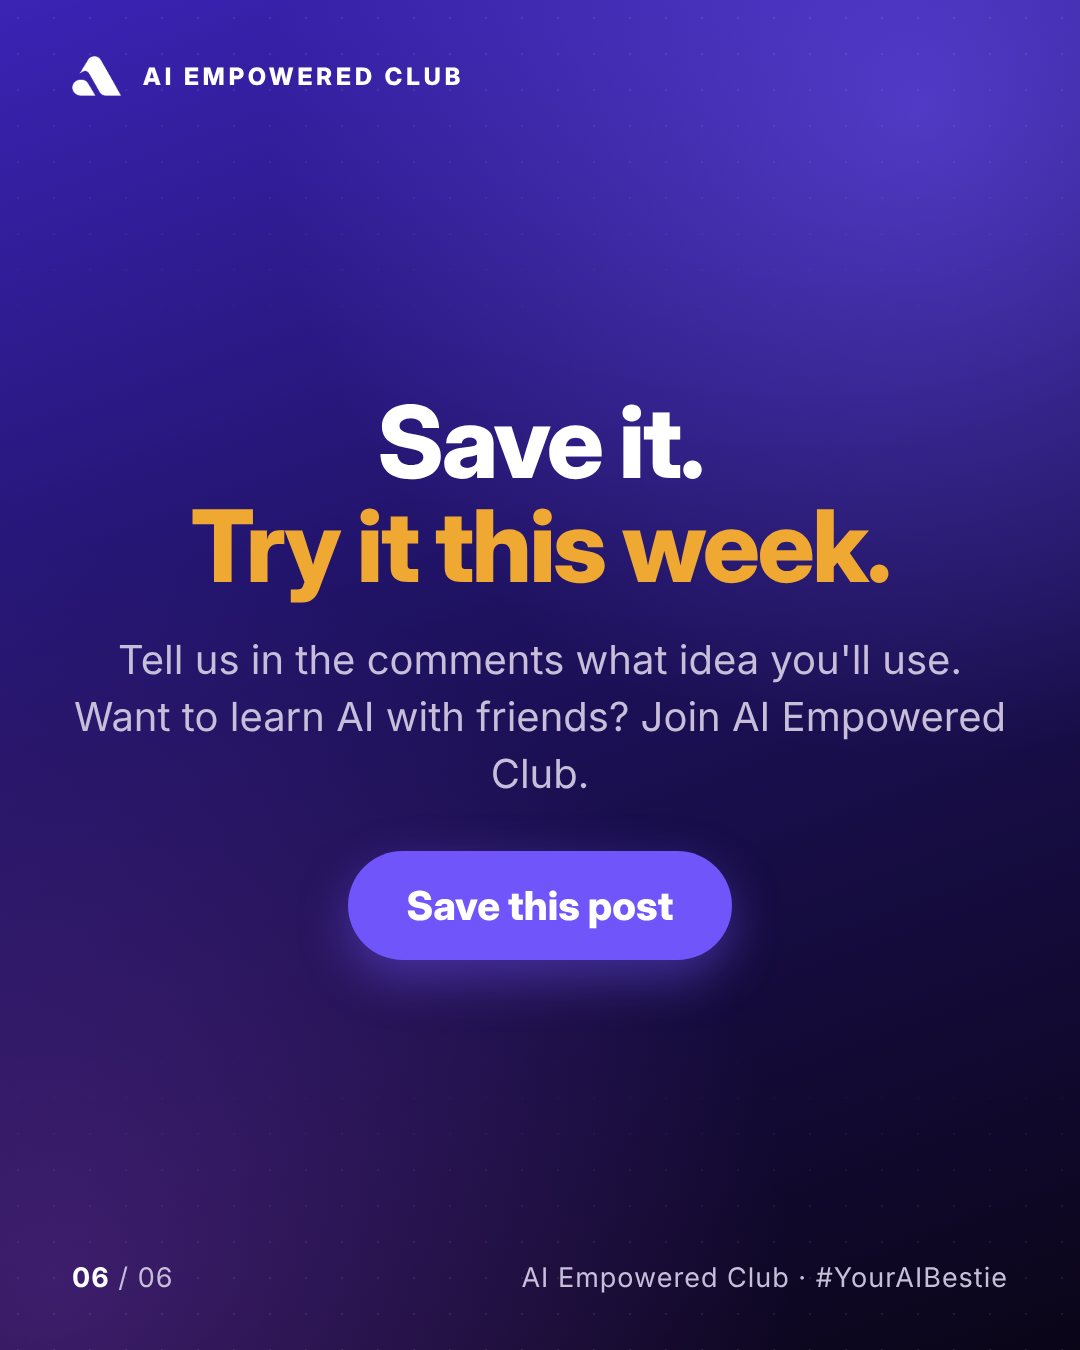 AI EMPOWERED CLUB
Save it.
Try it this week.
Tell us in the comments what idea you'll use.
Want to learn AI with friends? Join AI Empowered
Club.
Save this post
06 / 06
AI Empowered Club · #YourAIBestie